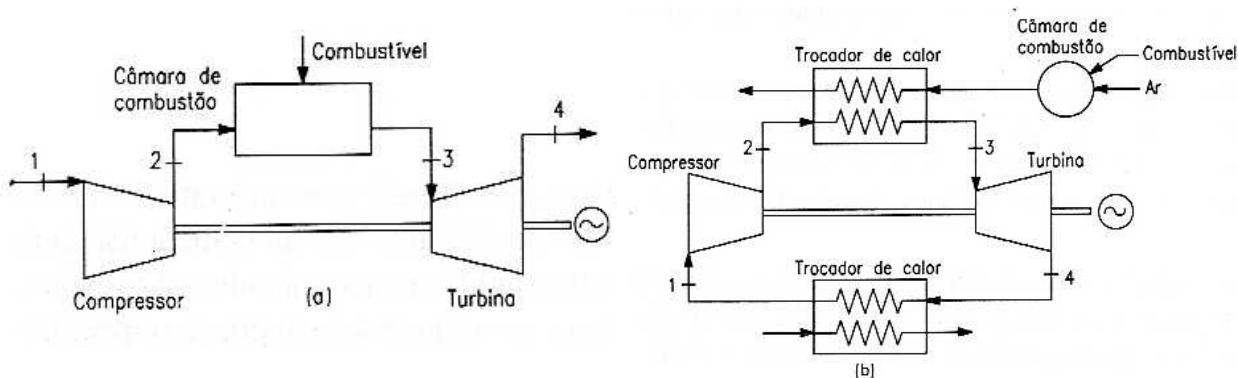 Combustível
Câmara de
combustão
1
2
3
4
Compressor
(a)
Turbina
Câmara de
combustão
Trocador de calor
Combustível
Ar
2
3
Compressor
Turbina
1
Trocador de calor
4
(b)